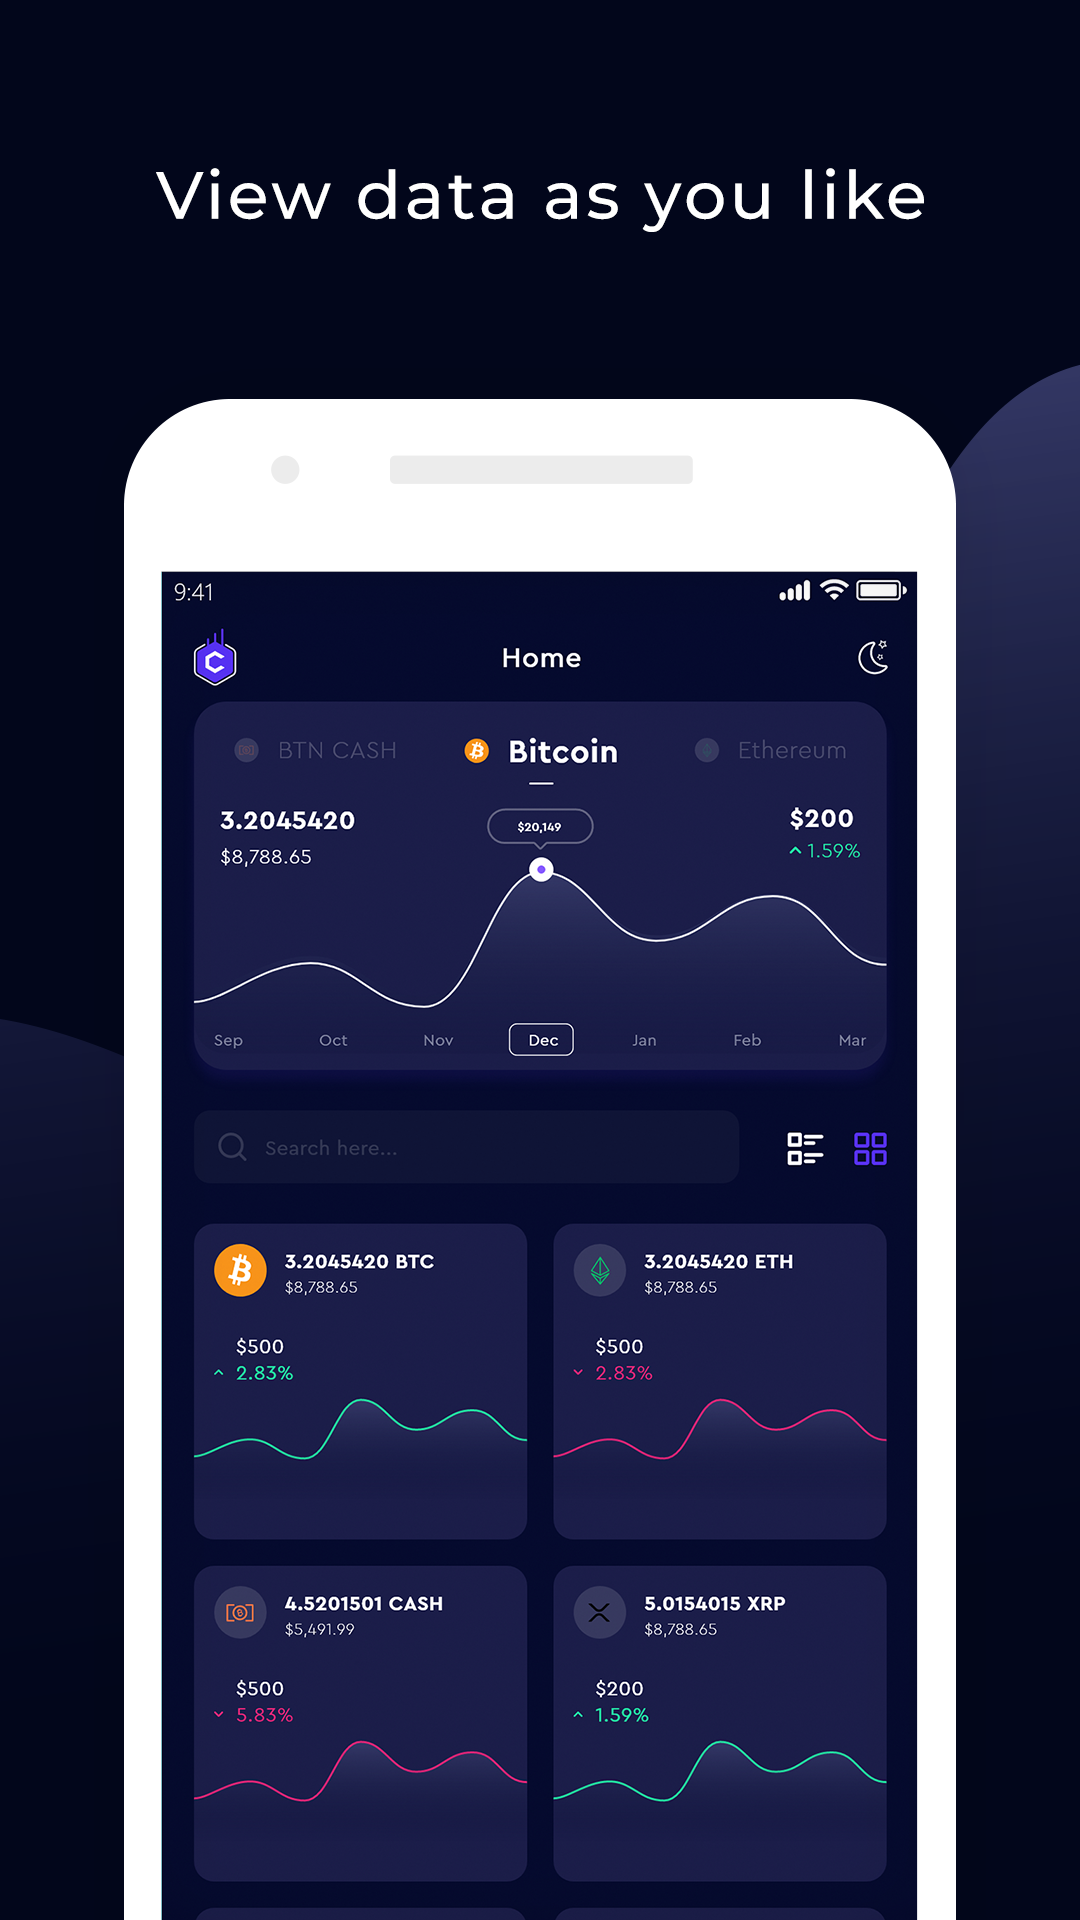 View data as you like
9:41
C
Home
BTN CASH
Bitcoin
Ethereum
3.2045420
$8,788.65
$20,149
$200
1.59%
Sep Oct Nov Dec Jan Feb Mar
Search here...
3.2045420 BTC
$8,788.65
$500
2.83%
3.2045420 ETH
$8,788.65
$500
2.83%
4.5201501 CASH
$5,491.99
$500
5.83%
5.0154015 XRP
$8,788.65
$200
1.59%